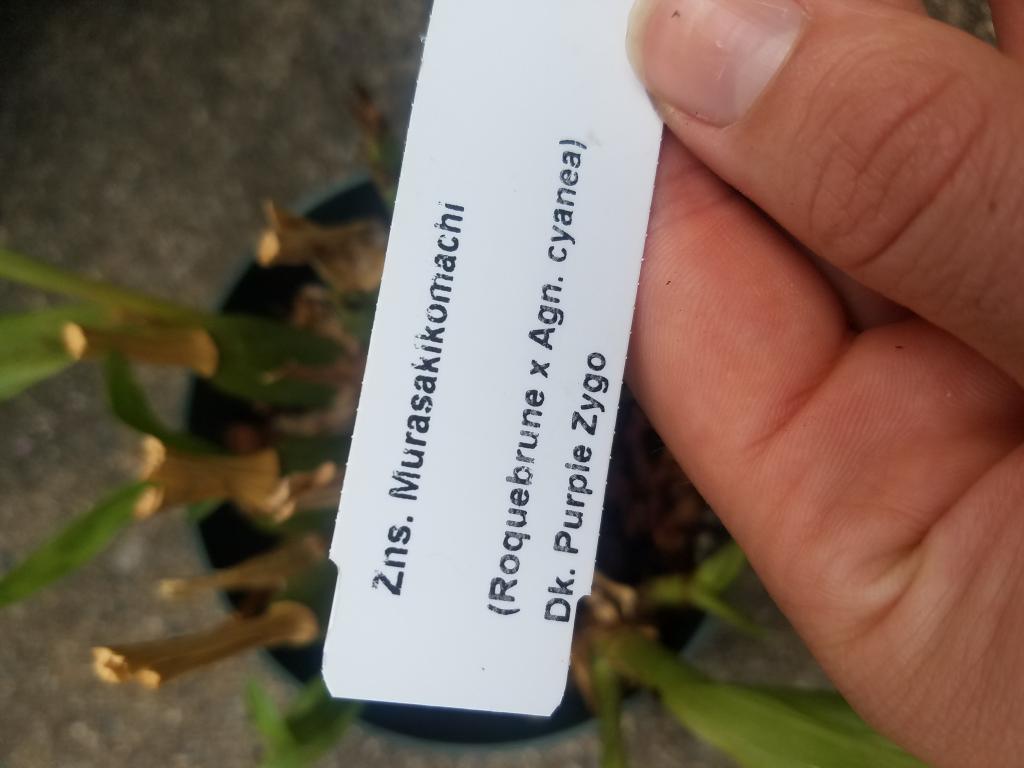 Zns. Murasakikomachi
(Roquebrune x Agn. cyanea)
Dk. Purple Zygo